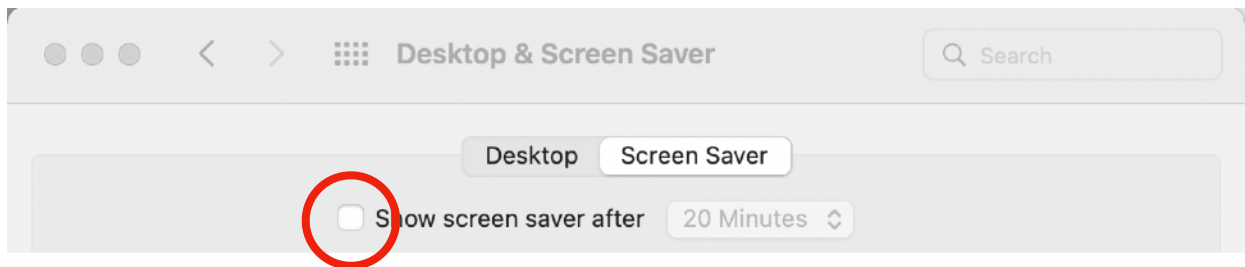 Desktop & Screen Saver
Search
Desktop
Screen Saver
Show screen saver after
20 Minutes